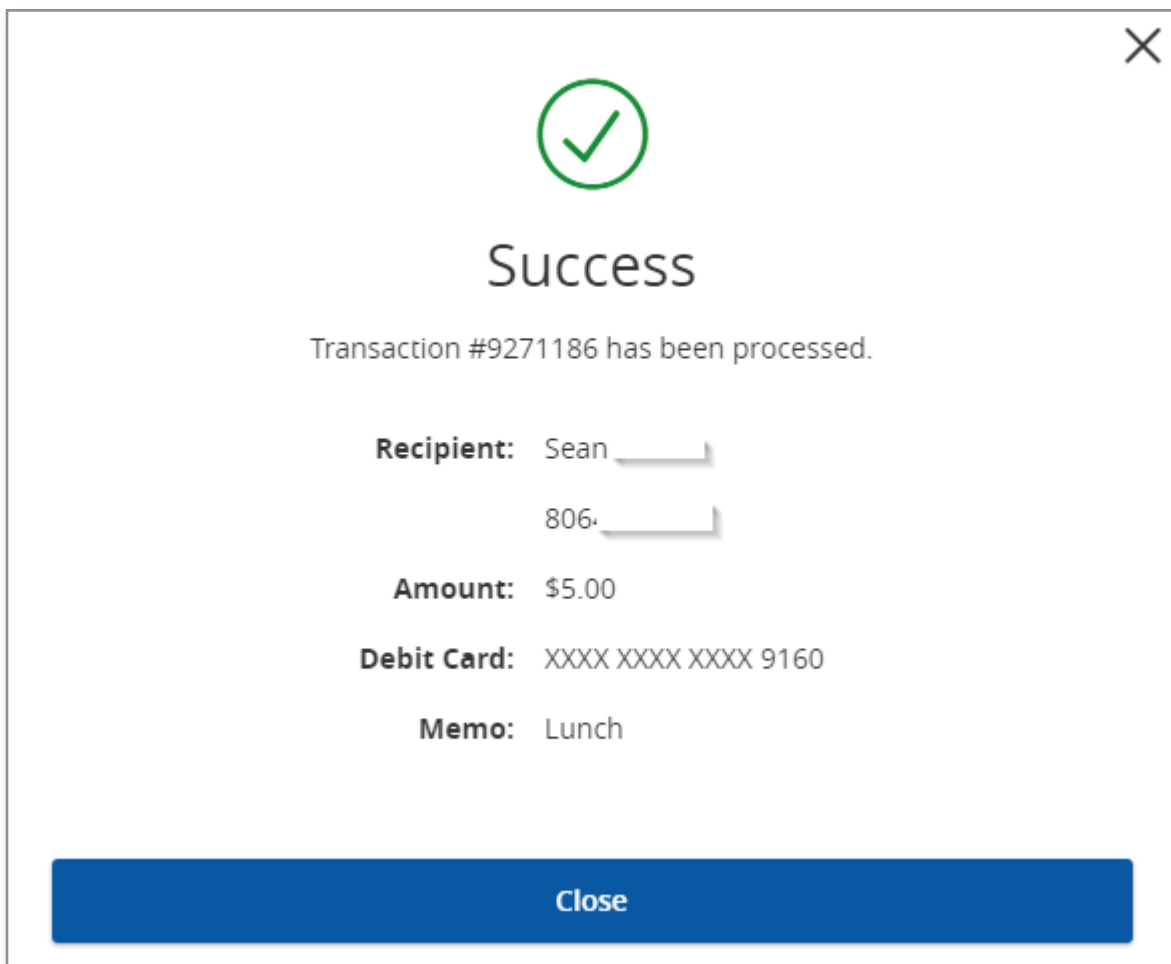 Success
Transaction #9271186 has been processed.
Recipient: Sean
806
Amount: $5.00
Debit Card: XXXX XXXX XXXX 9160
Memo: Lunch
Close